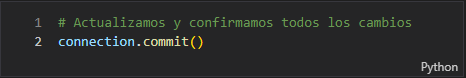 1 # Actualizamos y confirmamos todos los cambios
2 connection.commit()
Python